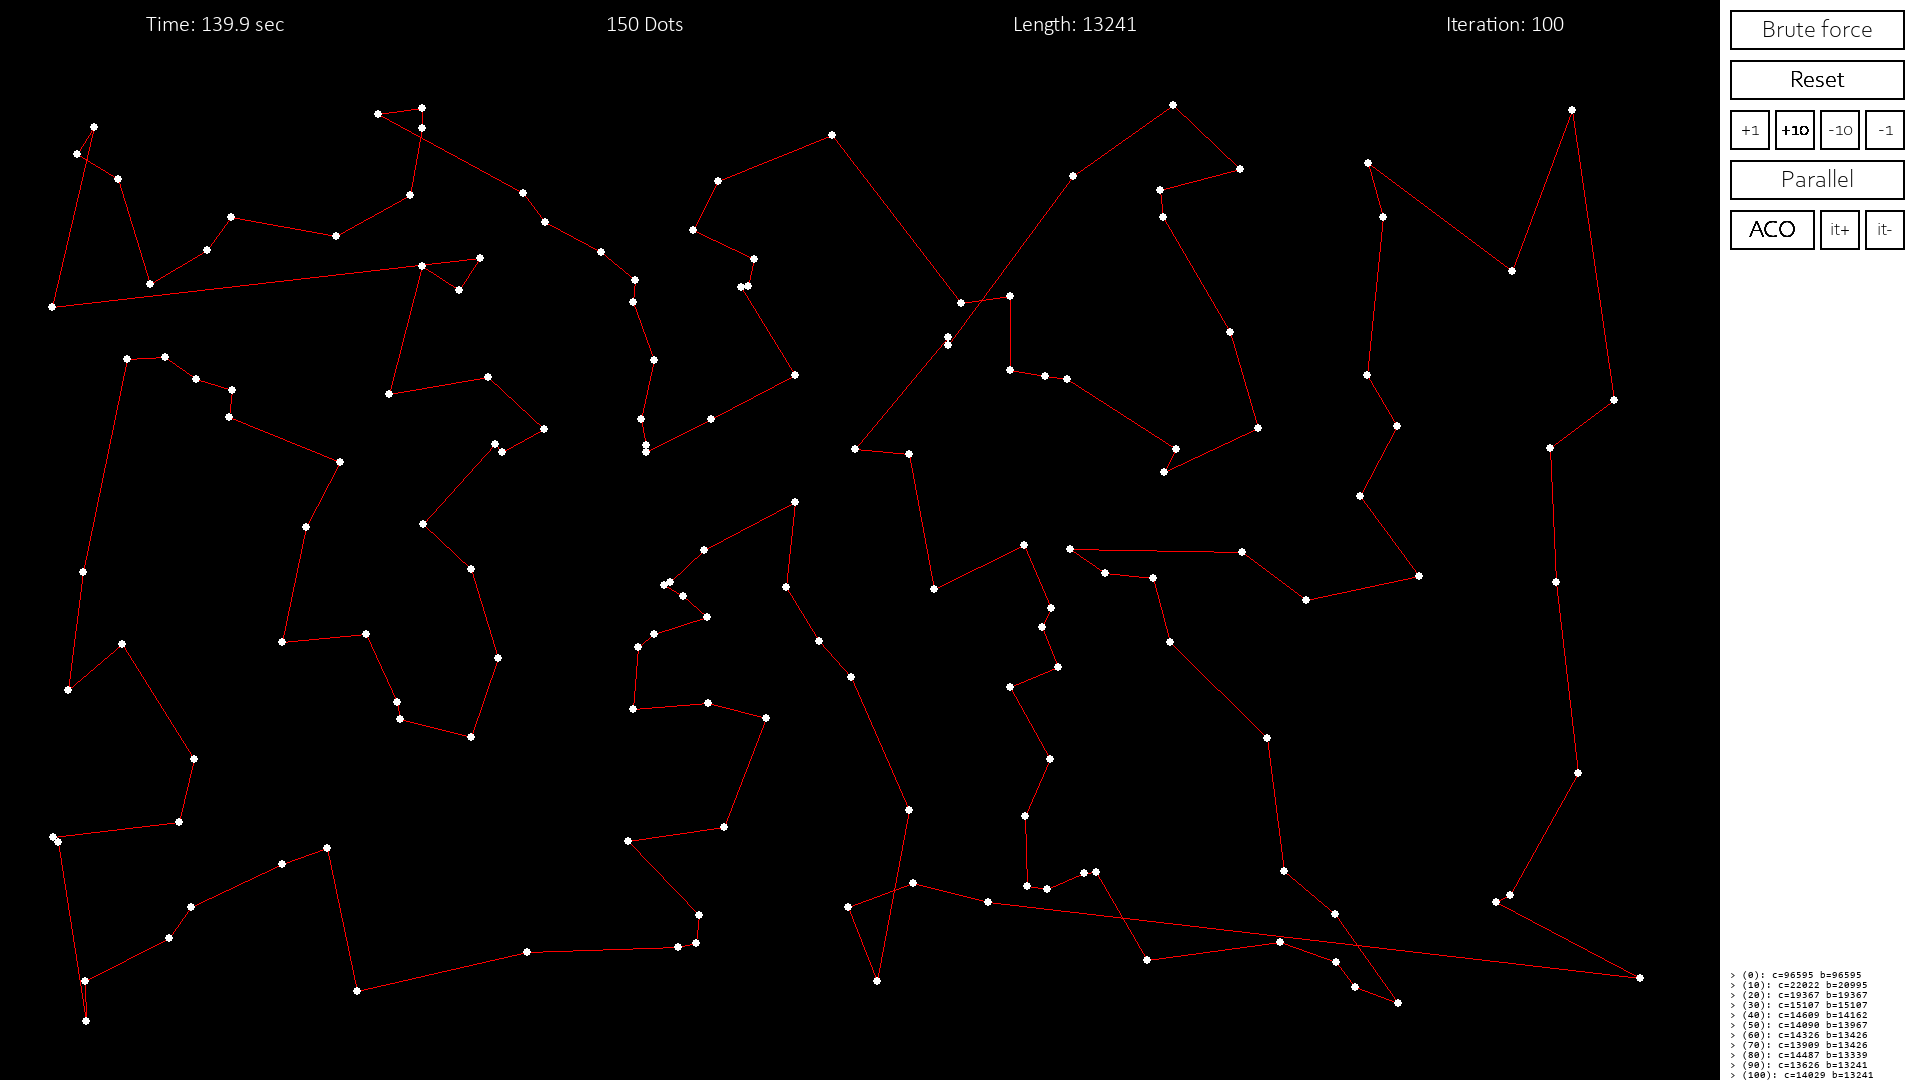 Time: 139.9 sec
150 Dots
Length: 13241
Iteration: 100
Brute force
Reset
+1 +10 -10 -1
Parallel
ACO it+ it-
> (0): c=96595 b=96595
> (10): c=22022 b=20995
> (20): c=19367 b=19367
> (30): c=15107 b=15107
> (40): c=14609 b=14162
> (50): c=14090 b=13967
> (60): c=14326 b=13426
> (70): c=13909 b=13426
> (80): c=14487 b=13339
> (90): c=13626 b=13241
> (100): c=14029 b=13241